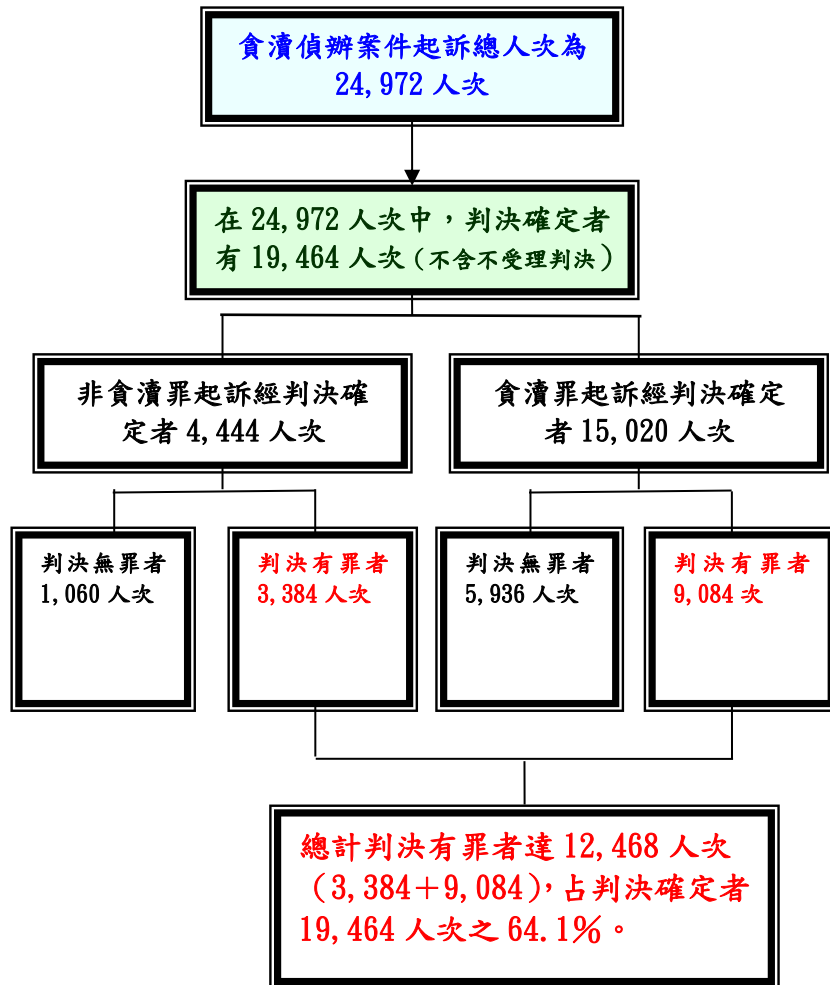 貪瀆偵辦案件起訴總人次為
24,972 人次
在 24,972 人次中，判決確定者
有 19,464 人次（不含不受理判決）
非貪瀆罪起訴經判決確
定者 4,444 人次
貪瀆罪起訴經判決確定
者 15,020 人次
判決無罪者
1,060 人次
判決有罪者
3,384 人次
判決無罪者
5,936 人次
判決有罪者
9,084 次
總計判決有罪者達 12,468 人次
（3,384＋9,084），占判決確定者
19,464 人次之 64.1％。